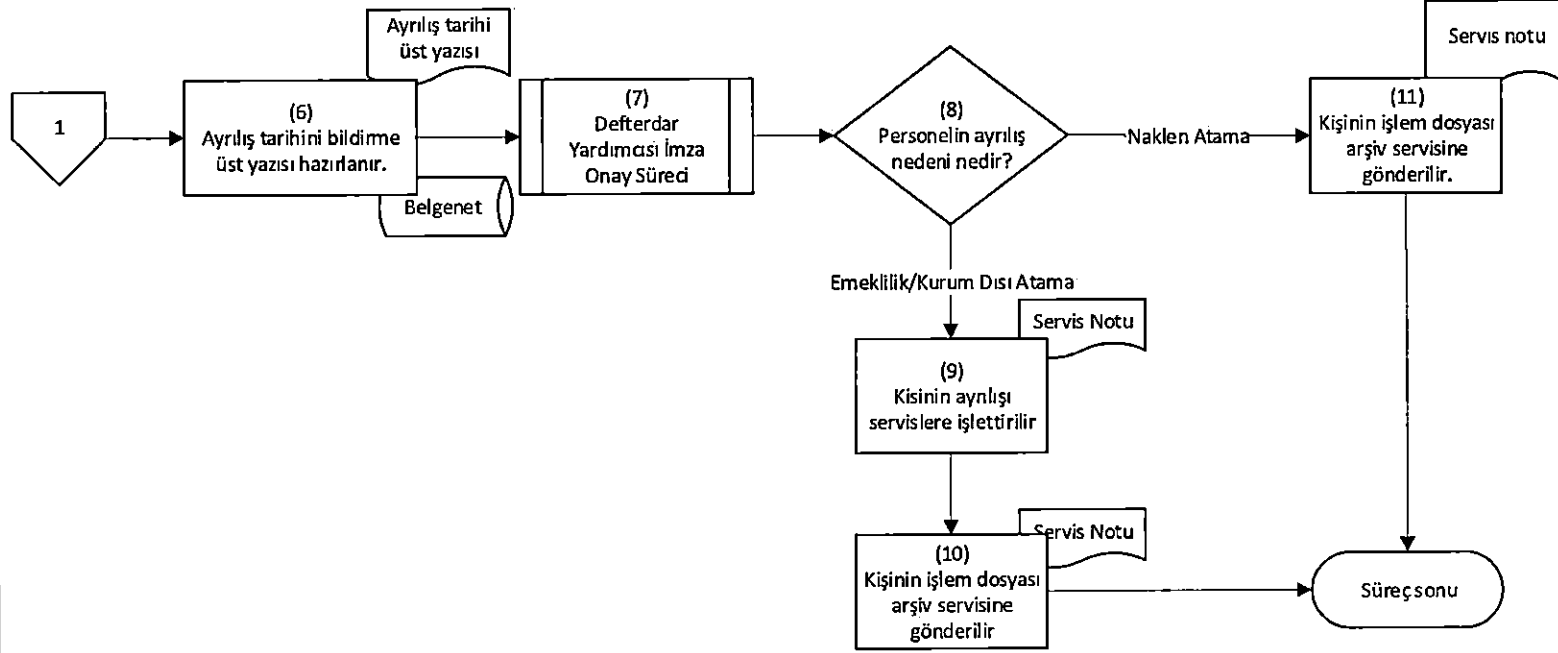 1
Ayrılış tarihi
üst yazısı
(6)
Ayrılış tarihini bildirme
üst yazısı hazırlanır.
Belgenet
(7)
Defterdar
Yardımcısı İmza
Onay Süreci
(8)
Personelin ayrılış
nedeni nedir?
Naklen Atama
Servis notu
(11)
Kişinin işlem dosyası
arşiv servisine
gönderilir.
Emeklilik/Kurum Dısı Atama
Servis Notu
(9)
Kisinin ayrılışı
servislere işlettirilir
Servis Notu
(10)
Kişinin işlem dosyası
arşiv servisine
gönderilir
Süreç sonu